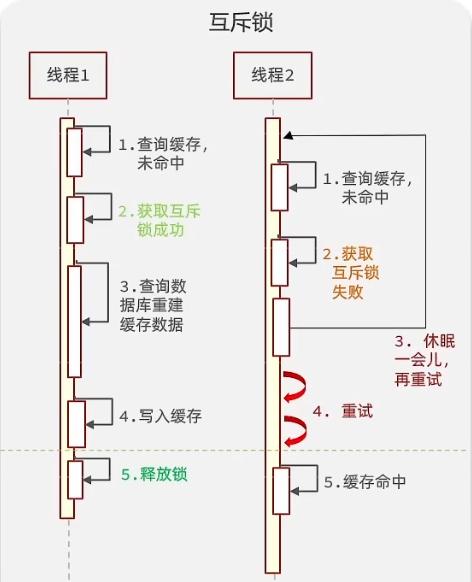 互斥锁
线程1
线程2
1.查询缓存，
未命中
2.获取互斥
锁成功
3.查询数
据库重建
缓存数据
4.写入缓存
5.释放锁
1.查询缓存，
未命中
2.获取
互斥锁
失败
3. 休眠
一会儿，
再重试
4. 重试
5.缓存命中